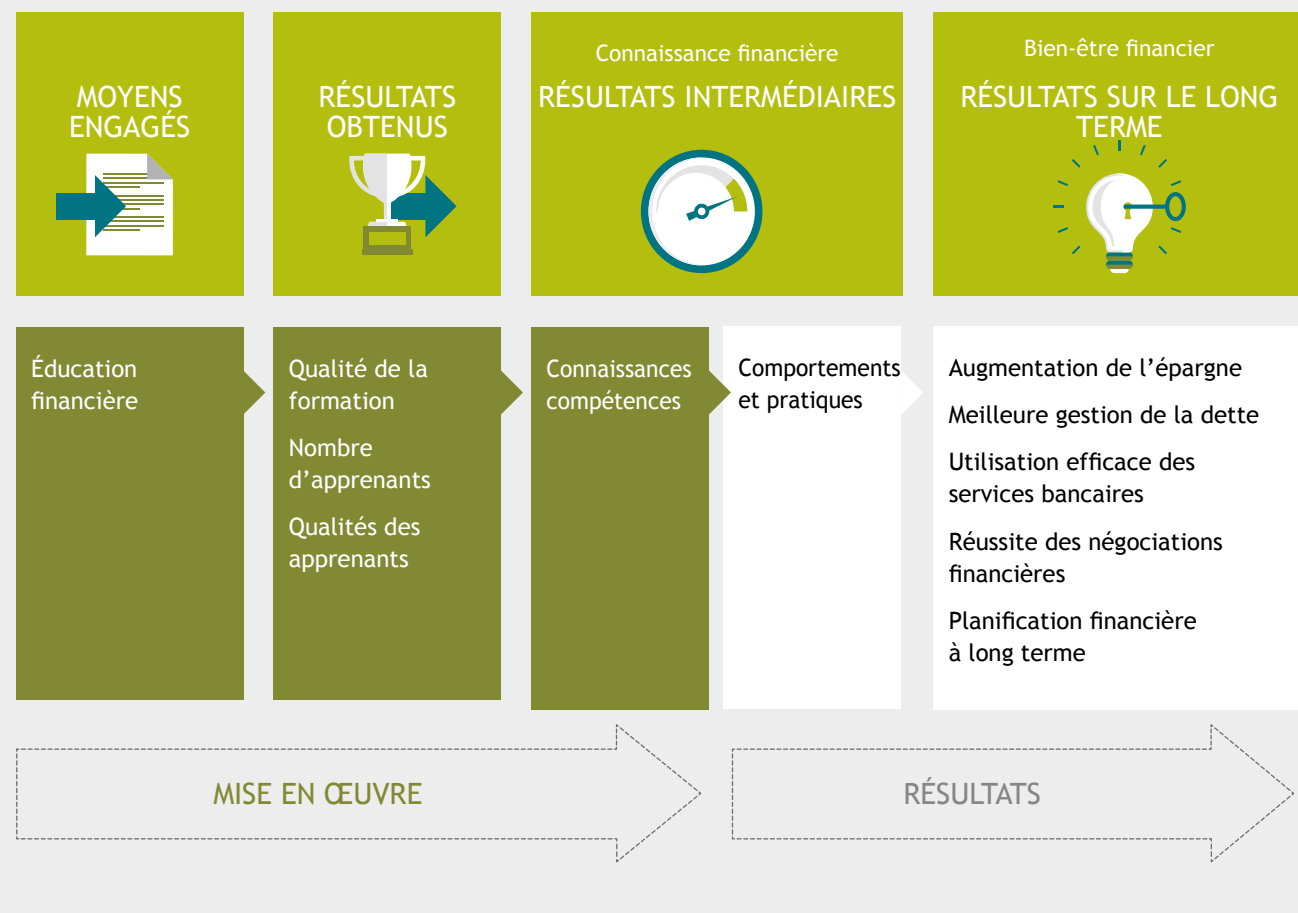 MOYENS
ENGAGÉS
RÉSULTATS
OBTENUS
Connaissance financière
RÉSULTATS INTERMÉDIAIRES
Bien-être financier
RÉSULTATS SUR LE LONG
TERME
Éducation
financière
Qualité de la
formation
Nombre
d’apprenants
Qualités des
apprenants
Connaissances
compétences
Comportements
et pratiques
Augmentation de l’épargne
Meilleure gestion de la dette
Utilisation efficace des
services bancaires
Réussite des négociations
financières
Planification financière
à long terme
MISE EN ŒUVRE
RÉSULTATS